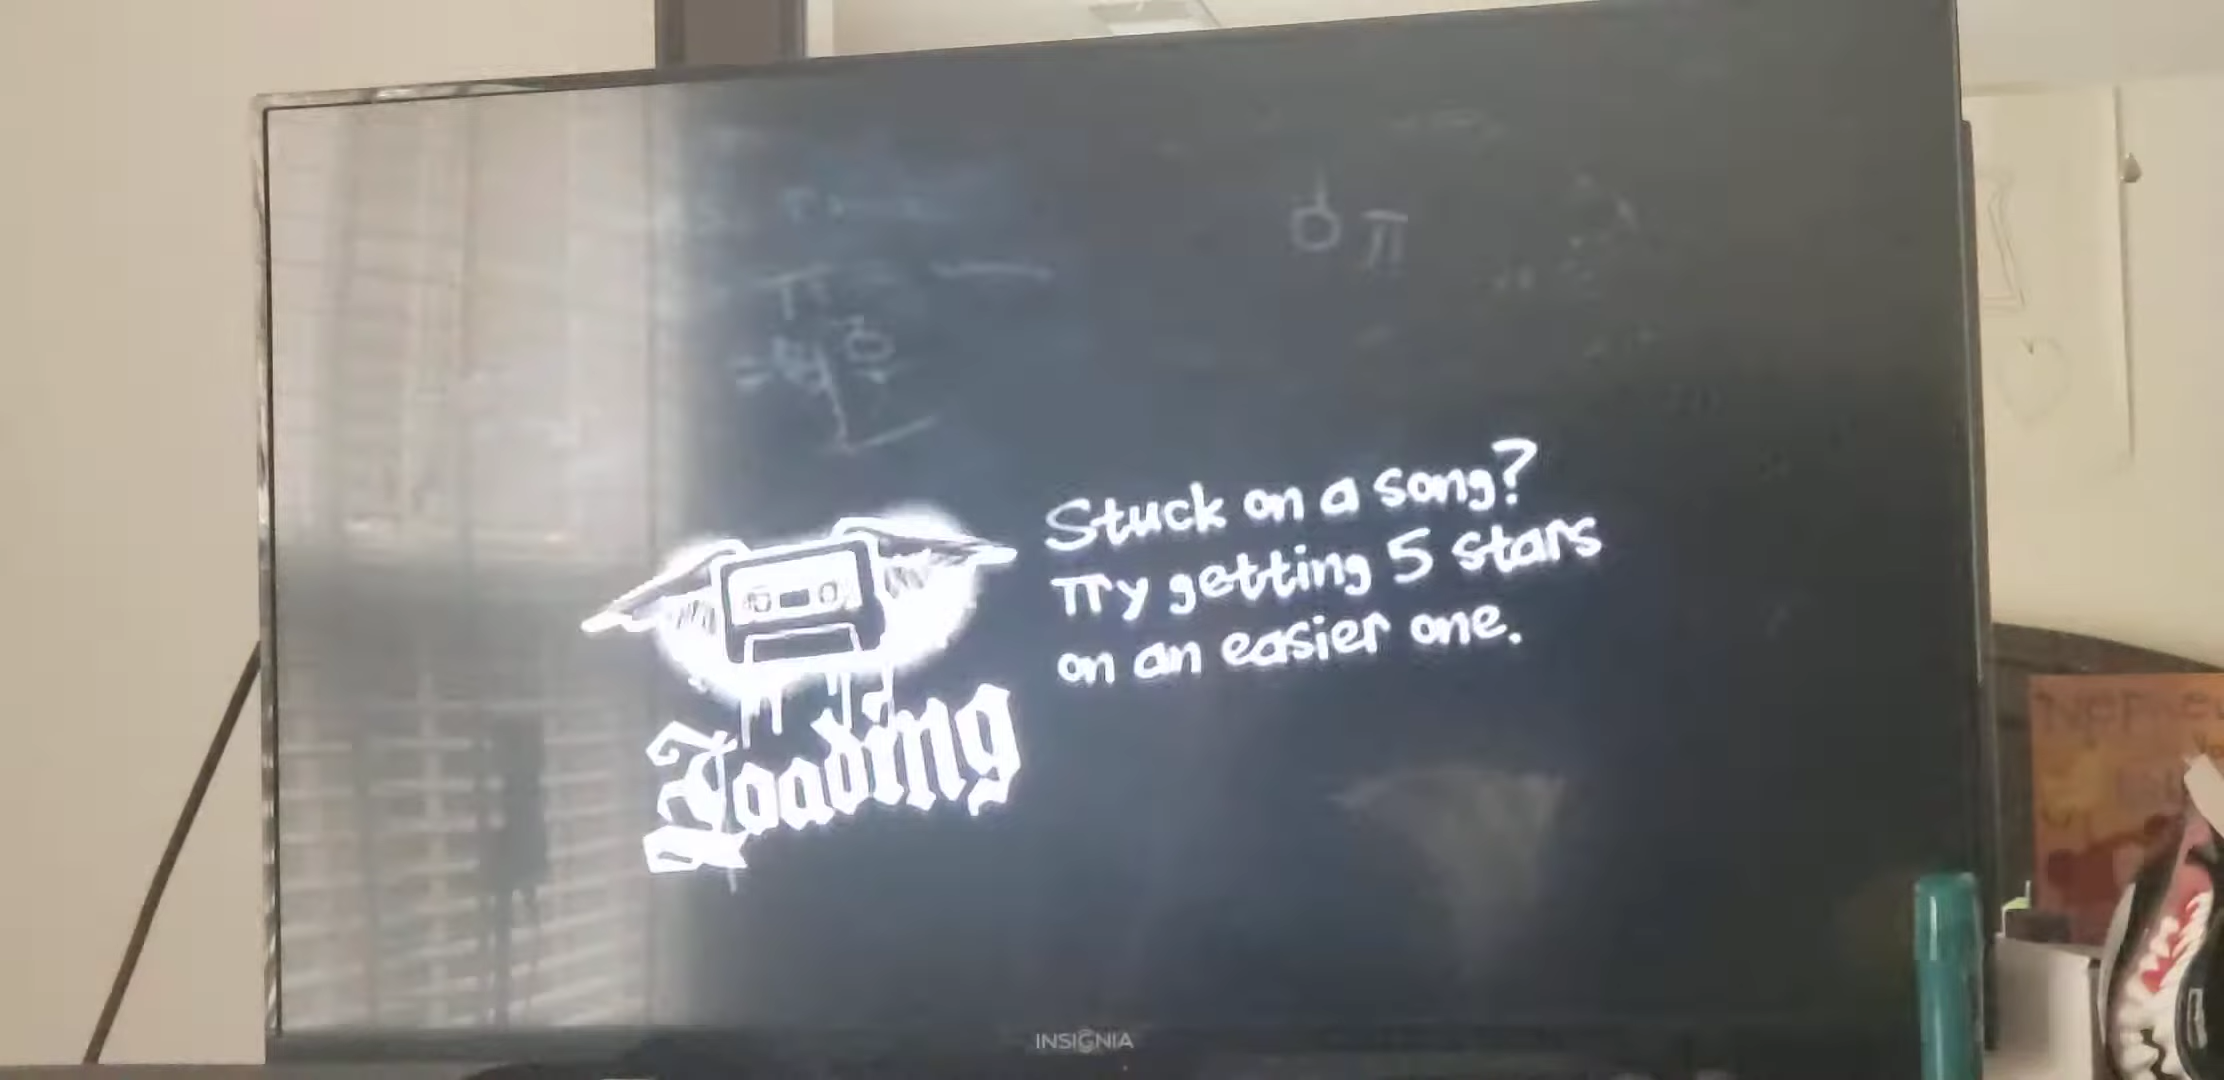 Stuck on a song?
Try getting 5 stars
on an easier one.
Loading
INSIGNIA